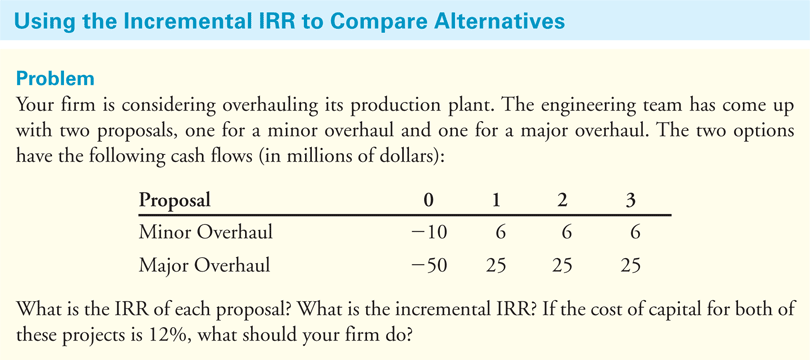 Using the Incremental IRR to Compare Alternatives
Problem
Your firm is considering overhauling its production plant. The engineering team has come up
with two proposals, one for a minor overhaul and one for a major overhaul. The two options
have the following cash flows (in millions of dollars):
Proposal 0 1 2 3
Minor Overhaul −10 6 6 6
Major Overhaul −50 25 25 25
What is the IRR of each proposal? What is the incremental IRR? If the cost of capital for both of
these projects is 12%, what should your firm do?